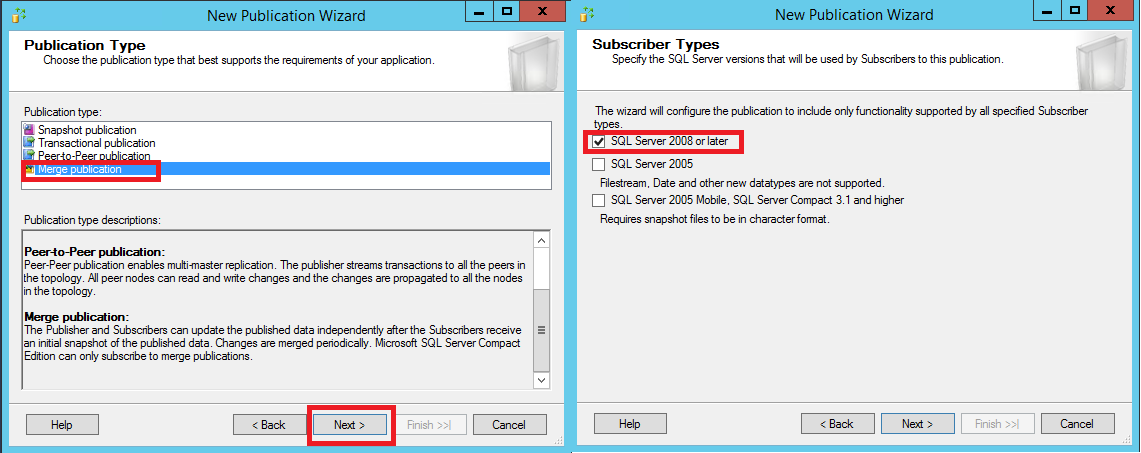 New Publication Wizard
Publication Type
Choose the publication type that best supports the requirements of your application.
Publication type:
Snapshot publication
Transactional publication
Peer-to-Peer publication
Merge publication
Publication type descriptions:
Peer-to-Peer publication:
Peer-Peer publication enables multi-master replication. The publisher streams transactions to all the peers in
the topology. All peer nodes can read and write changes and the changes are propagated to all the nodes
in the topology.
Merge publication:
The Publisher and Subscribers can update the published data independently after the Subscribers receive
an initial snapshot of the published data. Changes are merged periodically. Microsoft SQL Server Compact
Edition can only subscribe to merge publications.
Help
< Back
Next >
Finish >>|
Cancel
New Publication Wizard
Subscriber Types
Specify the SQL Server versions that will be used by Subscribers to this publication.
The wizard will configure the publication to include only functionality supported by all specified Subscriber
types.
SQL Server 2008 or later
SQL Server 2005
Filestream, Date and other new datatypes are not supported.
SQL Server 2005 Mobile, SQL Server Compact 3.1 and higher
Requires snapshot files to be in character format.
Help
< Back
Next >
Finish >>|
Cancel